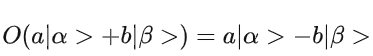 O(a|α > +b|β >) = a|α > −b|β >